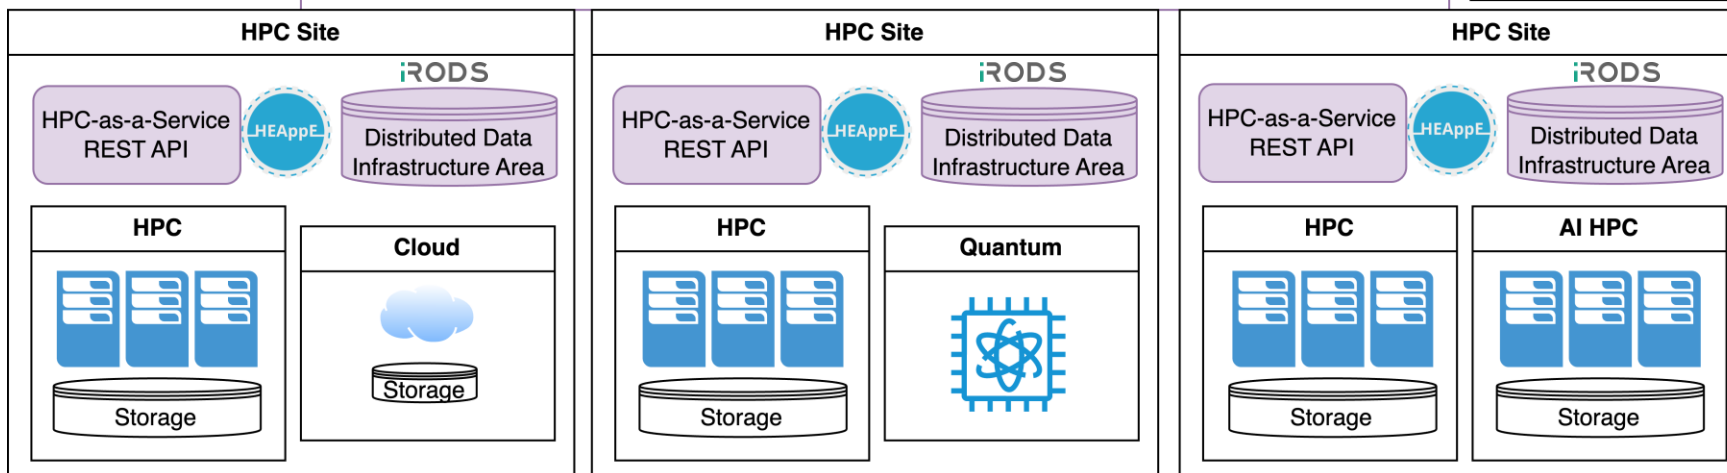 HPC Site
iRODS
HPC-as-a-Service
REST API
HEAppE
Distributed Data
Infrastructure Area
HPC
Storage
Cloud
Storage
HPC Site
iRODS
HPC-as-a-Service
REST API
HEAppE
Distributed Data
Infrastructure Area
HPC
Storage
Quantum
HPC Site
iRODS
HPC-as-a-Service
REST API
HEAppE
Distributed Data
Infrastructure Area
HPC
Storage
AI HPC
Storage